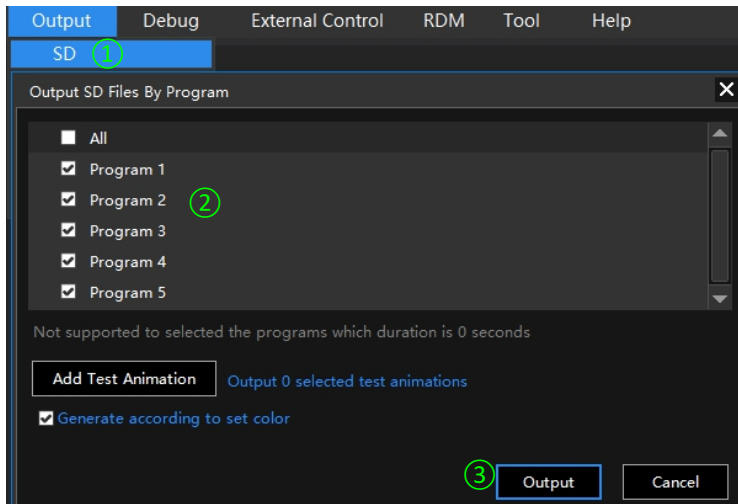 Output Debug External Control RDM Tool Help
SD ①
Output SD Files By Program
All
Program 1
Program 2 ②
Program 3
Program 4
Program 5
Not supported to selected the programs which duration is 0 seconds
Add Test Animation Output 0 selected test animations
Generate according to set color
③ Output Cancel